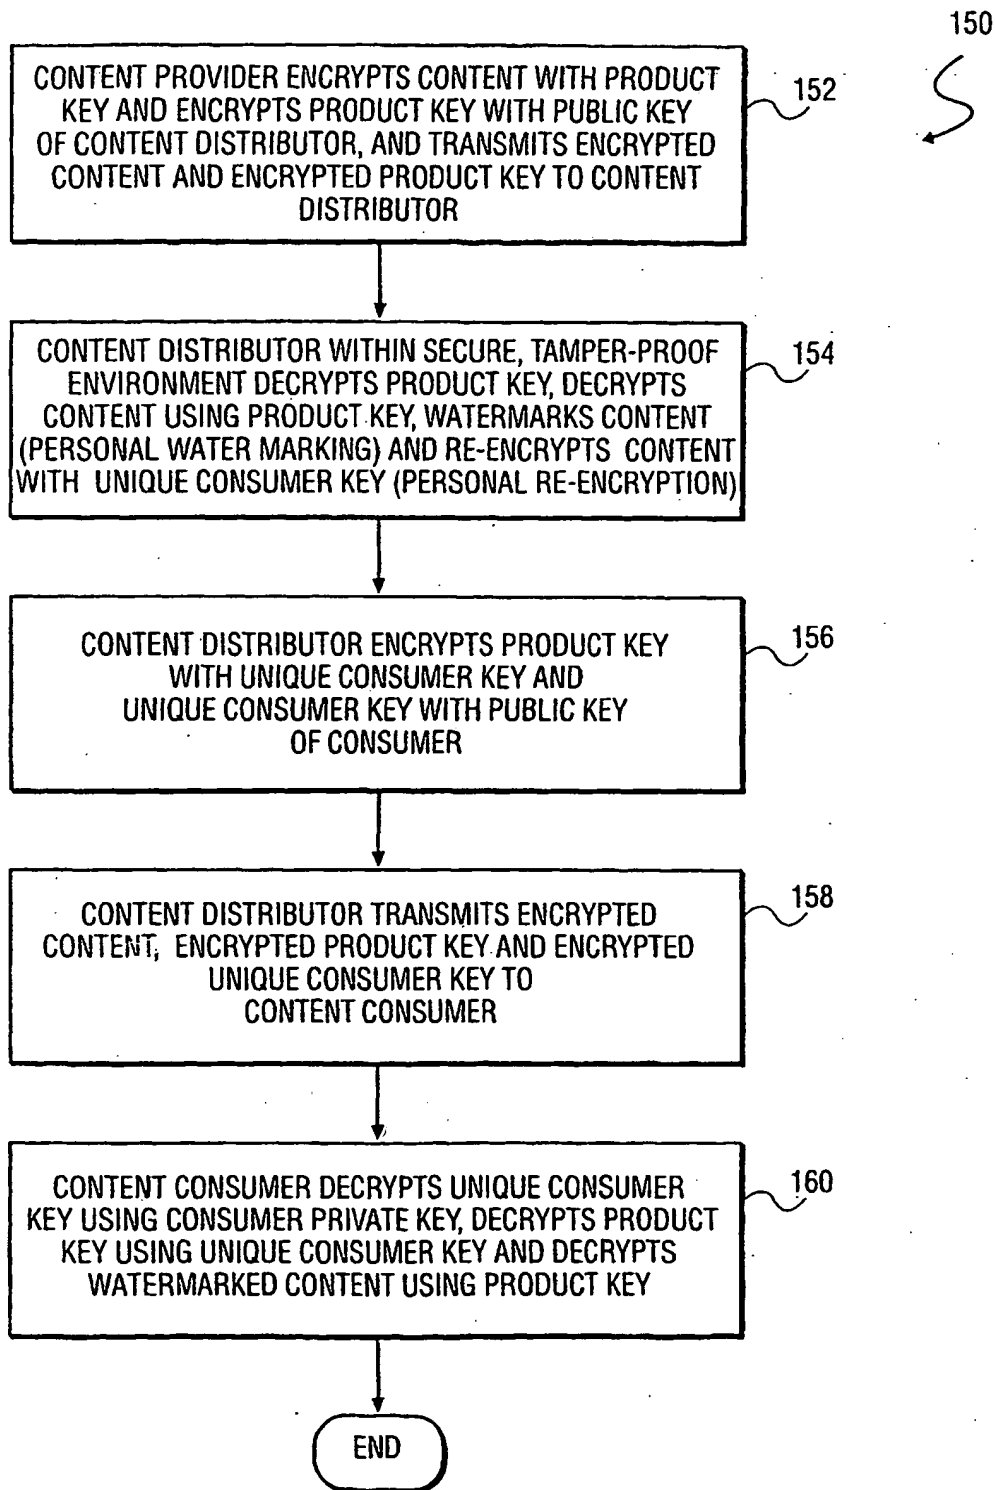 150
CONTENT PROVIDER ENCRYPTS CONTENT WITH PRODUCT
KEY AND ENCRYPTS PRODUCT KEY WITH PUBLIC KEY
OF CONTENT DISTRIBUTOR, AND TRANSMITS ENCRYPTED
CONTENT AND ENCRYPTED PRODUCT KEY TO CONTENT
DISTRIBUTOR
152
CONTENT DISTRIBUTOR WITHIN SECURE, TAMPER-PROOF
ENVIRONMENT DECRYPTS PRODUCT KEY, DECRYPTS
CONTENT USING PRODUCT KEY, WATERMARKS CONTENT
(PERSONAL WATER MARKING) AND RE-ENCRYPTS CONTENT
WITH UNIQUE CONSUMER KEY (PERSONAL RE-ENCRYPTION)
154
CONTENT DISTRIBUTOR ENCRYPTS PRODUCT KEY
WITH UNIQUE CONSUMER KEY AND
UNIQUE CONSUMER KEY WITH PUBLIC KEY
OF CONSUMER
156
CONTENT DISTRIBUTOR TRANSMITS ENCRYPTED
CONTENT, ENCRYPTED PRODUCT KEY AND ENCRYPTED
UNIQUE CONSUMER KEY TO
CONTENT CONSUMER
158
CONTENT CONSUMER DECRYPTS UNIQUE CONSUMER
KEY USING CONSUMER PRIVATE KEY, DECRYPTS PRODUCT
KEY USING UNIQUE CONSUMER KEY AND DECRYPTS
WATERMARKED CONTENT USING PRODUCT KEY
160
END